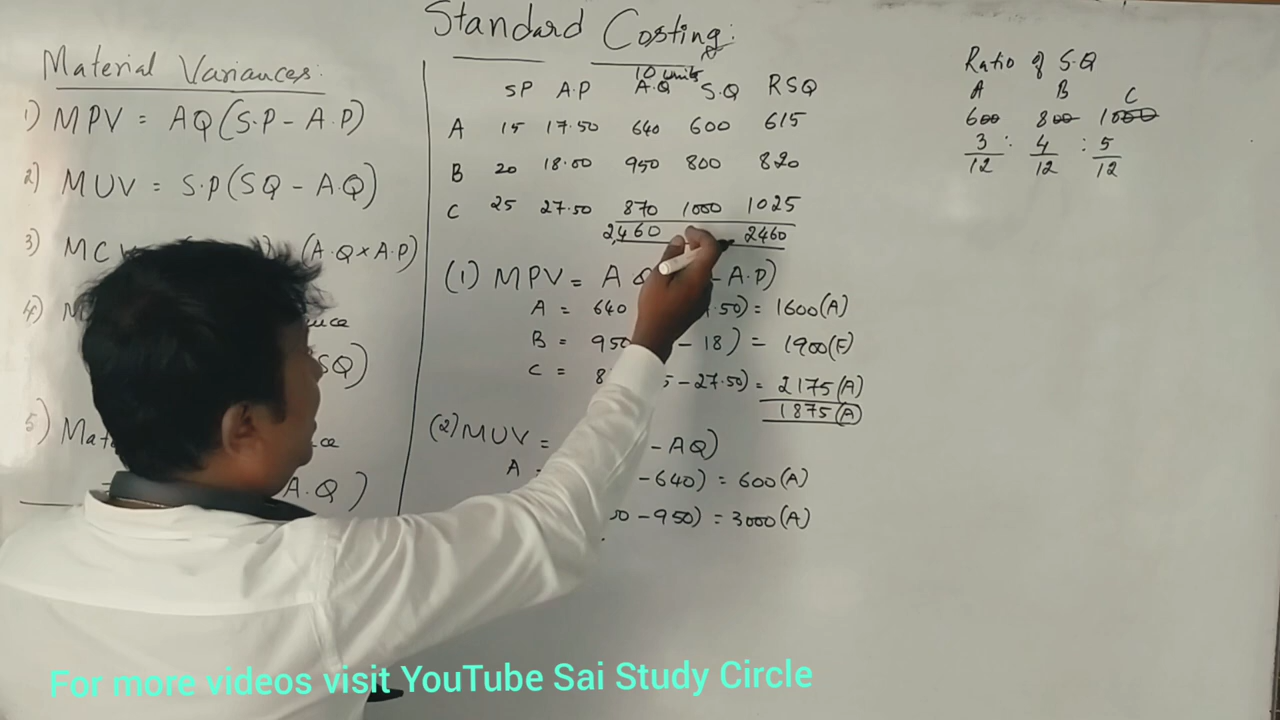 Standard Costing:
Material Variances:
1) MPV = AQ(S.P - A.P)
2) MUV = S.P(SQ - A.Q)
3) MC (A.Q x A.P)
4) M
SQ)
5) Mat
A.Q)
10 units
SP A.P A.Q S.Q RSQ
A 15 17.50 640 600 615
B 20 18.00 950 800 820
C 25 27.50 870 1000 1025
2460 2460
(1) MPV = A - A.P)
A = 640 .50) = 1600(A)
B = 950 - 18) = 1900(F)
C = 8 5 - 27.50) = 2175(A)
1875(A)
(2) MUV = - AQ)
A = - 640) = 600(A)
0 - 950) = 3000(A)
Ratio of S.Q
A B C
600 800 1000
3/12 : 4/12 : 5/12
For more videos visit YouTube Sai Study Circle